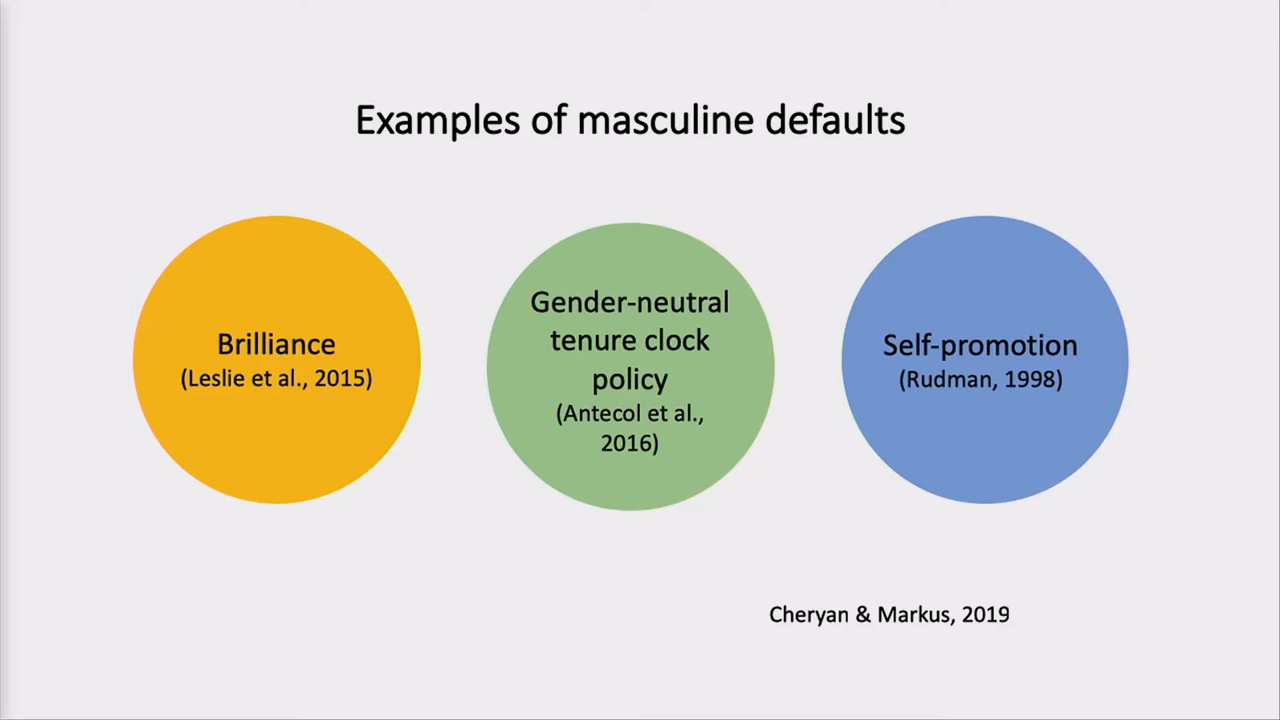 Examples of masculine defaults
Brilliance
(Leslie et al., 2015)
Gender-neutral
tenure clock
policy
(Antecol et al.,
2016)
Self-promotion
(Rudman, 1998)
Cheryan & Markus, 2019